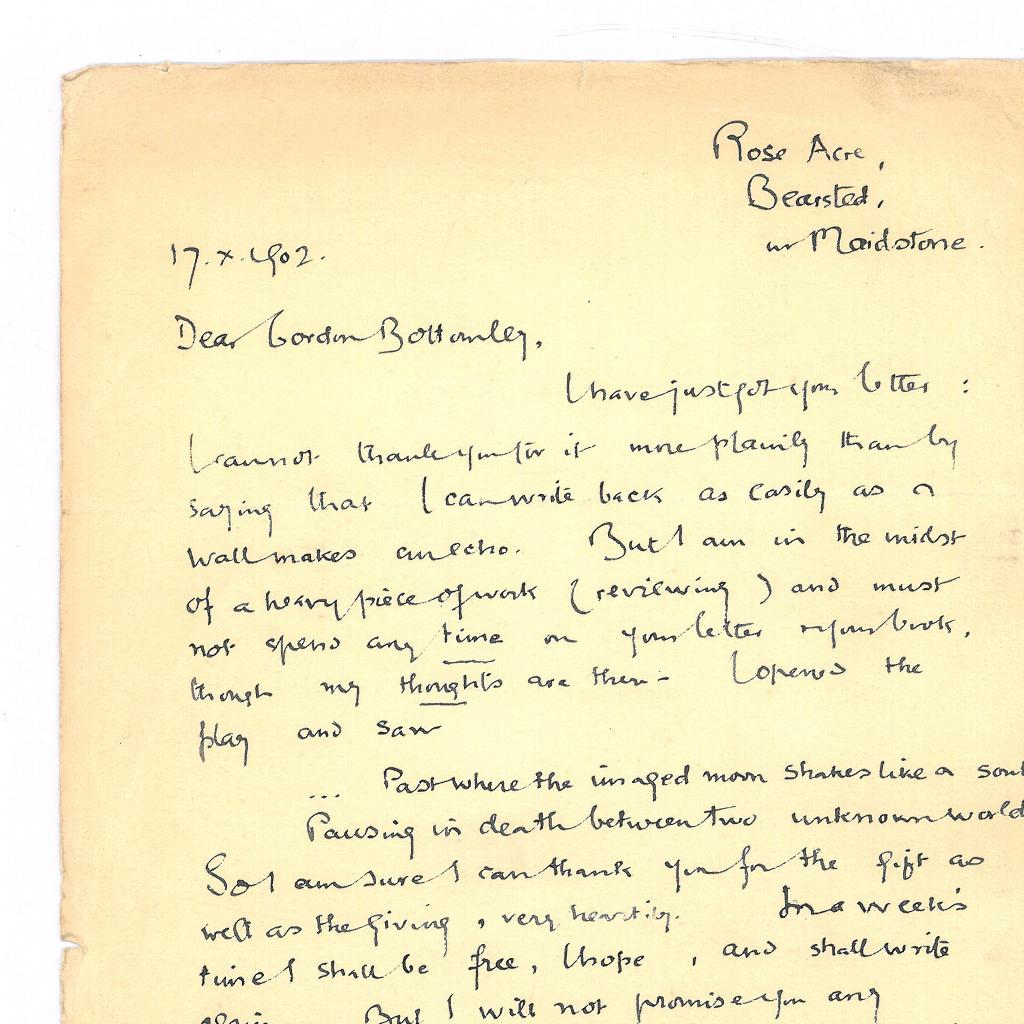 Rose Acre,
Bearsted,
nr Maidstone.
17.x.1902.
Dear Gordon Bottomley,
I have just got your letter :
I cannot thank you for it more plainly than by
saying that I can write back as easily as a
wall makes an echo. But I am in the midst
of a heavy piece of work (reviewing) and must
not spend any time on your letter & your book,
though my thoughts are there. I opened the
play and saw
... Past where the imaged moon shakes like a soul
Pausing in death between two unknown world
So I am sure I can thank you for the gift as
well as the giving, very heartily. In a week's
time I shall be free, I hope, and shall write
again. But I will not promise you any